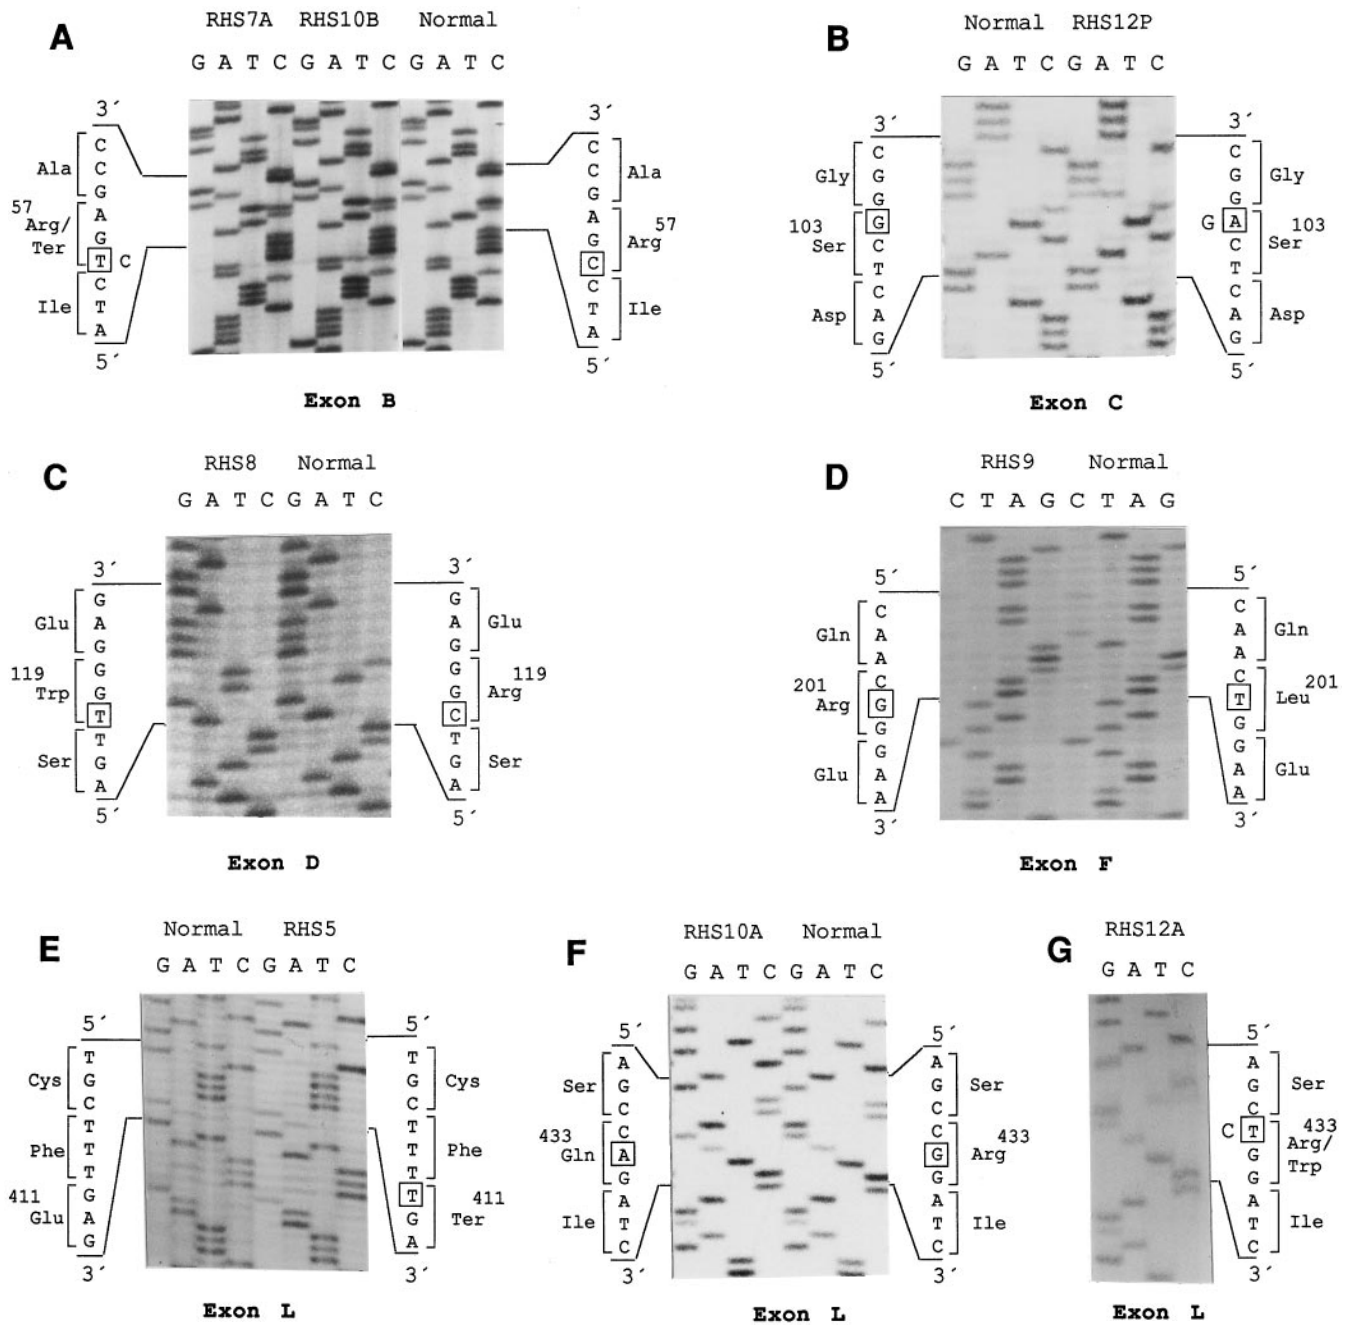 A
RHS7A RHS10B Normal
G A T C G A T C G A T C
3´
C
C
G
A
G
T C
C
T
A
5´
Ala
57
Arg/
Ter
Ile
3´
C
C
G
A
G
C
C
T
A
5´
Ala
57
Arg
Ile
Exon B
B
Normal RHS12P
G A T C G A T C
3´
C
G
G
G
C
T
C
A
G
5´
Gly
103
Ser
Asp
3´
C
G
G
G A
C
T
C
A
G
5´
Gly
103
Ser
Asp
Exon C
C
RHS8 Normal
G A T C G A T C
3´
G
A
G
G
G
T
T
G
A
5´
Glu
119
Trp
Ser
3´
G
A
G
G
G
C
T
G
A
5´
Glu
119
Arg
Ser
Exon D
D
RHS9 Normal
C T A G C T A G
5´
C
A
A
C
G
G
G
A
A
3´
Gln
201
Arg
Glu
5´
C
A
A
C
T
G
G
A
A
3´
Gln
201
Leu
Glu
Exon F
E
Normal RHS5
G A T C G A T C
5´
T
G
C
T
T
T
G
A
G
3´
Cys
Phe
411
Glu
5´
T
G
C
T
T
T
T
G
A
3´
Cys
Phe
411
Ter
Exon L
F
RHS10A Normal
G A T C G A T C
5´
A
G
C
C
A
G
A
T
C
3´
Ser
433
Gln
Ile
5´
A
G
C
C
G
G
A
T
C
3´
Ser
433
Arg
Ile
Exon L
G
RHS12A
G A T C
5´
A
G
C
C T
G
G
A
T
C
3´
Ser
433
Arg/
Trp
Ile
Exon L